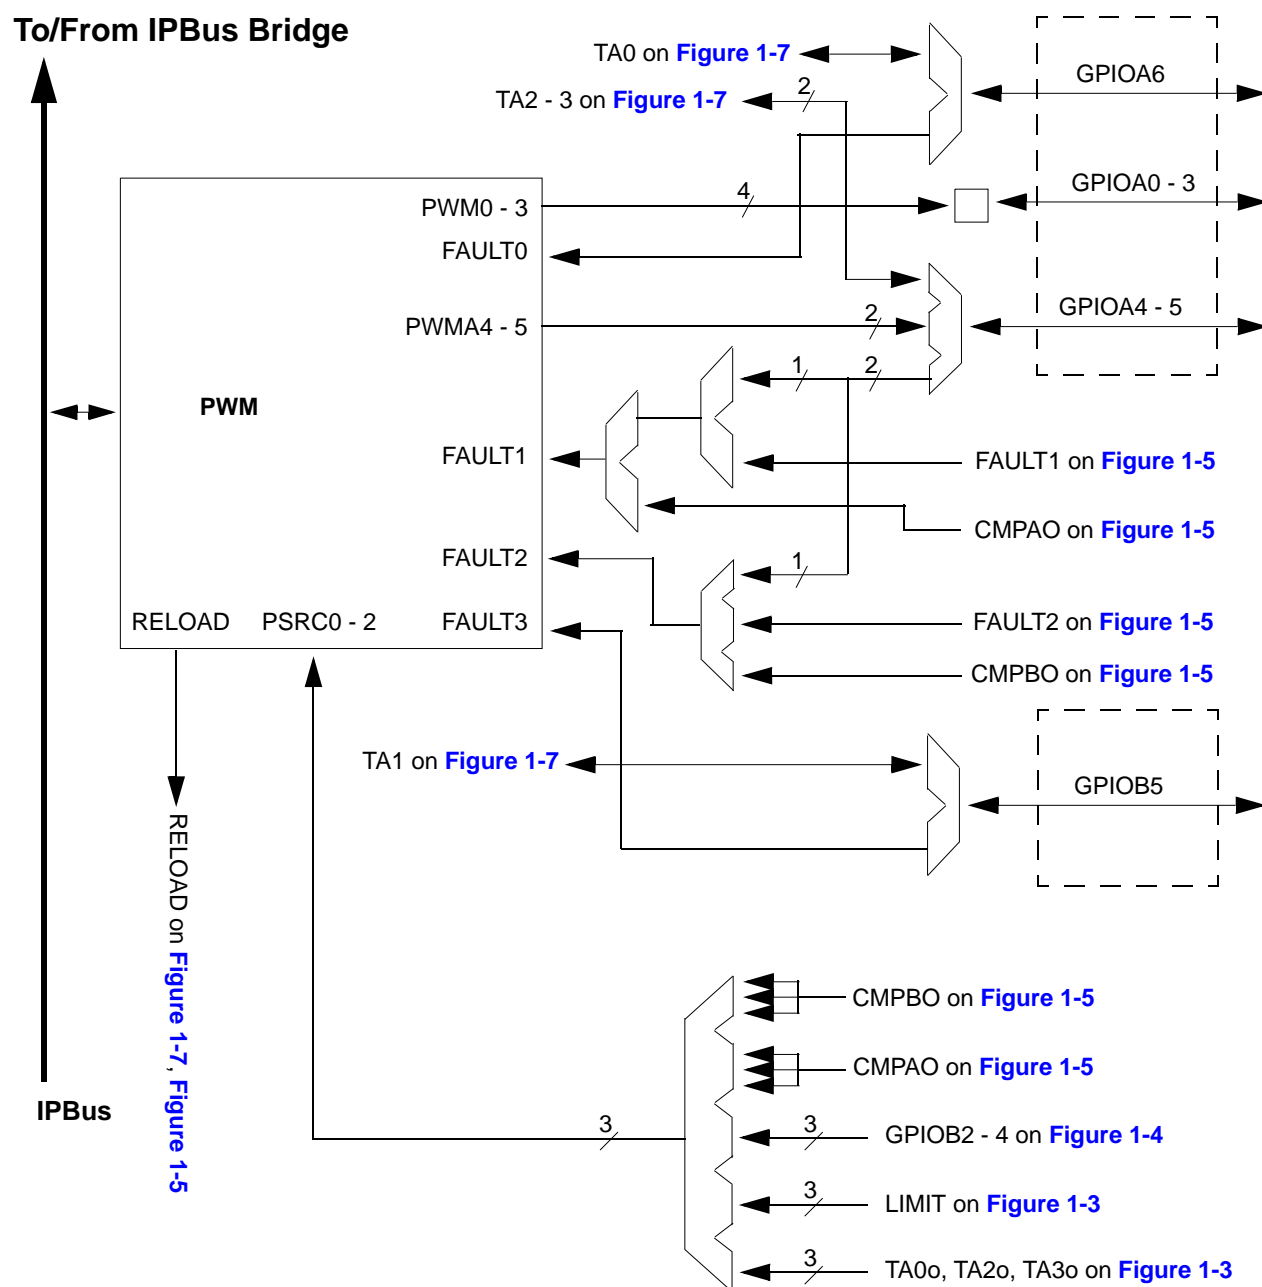 To/From IPBus Bridge
TA0 on Figure 1-7
GPIOA6
TA2 - 3 on Figure 1-7
2
PWM0 - 3
4
GPIOA0 - 3
FAULT0
PWMA4 - 5
2
GPIOA4 - 5
1
2
PWM
FAULT1
FAULT1 on Figure 1-5
CMPAO on Figure 1-5
FAULT2
1
RELOAD
PSRC0 - 2
FAULT3
FAULT2 on Figure 1-5
CMPBO on Figure 1-5
TA1 on Figure 1-7
GPIOB5
RELOAD on Figure 1-7, Figure 1-5
CMPBO on Figure 1-5
CMPAO on Figure 1-5
IPBus
3
3
GPIOB2 - 4 on Figure 1-4
3
LIMIT on Figure 1-3
3
TA0o, TA2o, TA3o on Figure 1-3